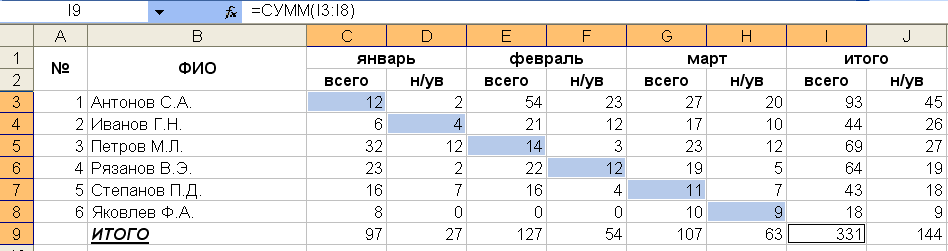 I9 fx =СУММ(I3:I8)
A B C D E F G H I J
1 № ФИО январь февраль март итого
2 всего н/ув всего н/ув всего н/ув всего н/ув
3 1 Антонов С.А. 12 2 54 23 27 20 93 45
4 2 Иванов Г.Н. 6 4 21 12 17 10 44 26
5 3 Петров М.Л. 32 12 14 3 23 12 69 27
6 4 Рязанов В.Э. 23 2 22 12 19 5 64 19
7 5 Степанов П.Д. 16 7 16 4 11 7 43 18
8 6 Яковлев Ф.А. 8 0 0 0 10 9 18 9
9 ИТОГО 97 27 127 54 107 63 331 144